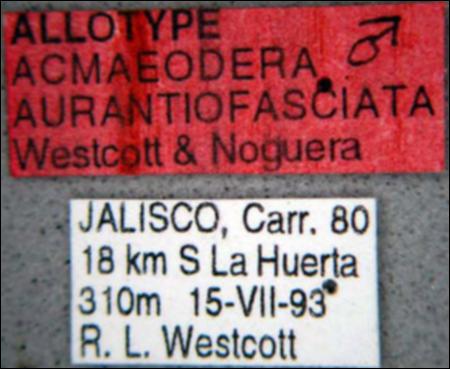 ALLOTYPE ♂
ACMAEODERA
AURANTIOFASCIATA
Westcott & Noguera
JALISCO, Carr. 80
18 km S La Huerta
310m 15-VII-93
R. L. Westcott